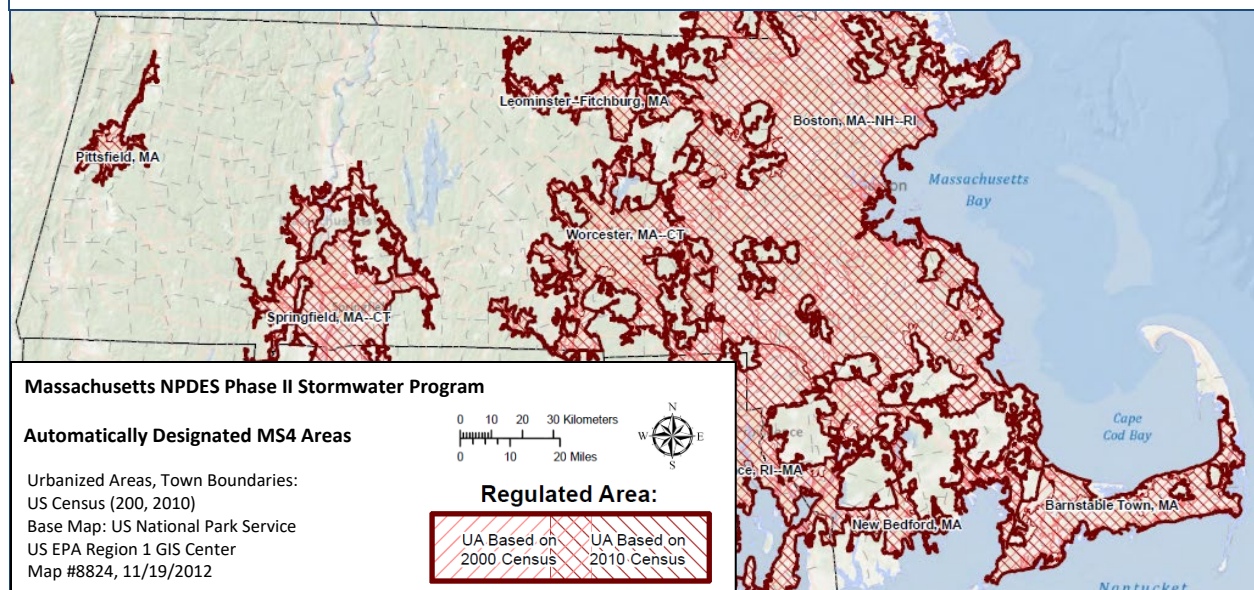 Leominster--Fitchburg, MA
Boston, MA--NH--RI
Pittsfield, MA
Massachusetts
Bay
Worcester, MA--CT
Springfield, MA--CT
Massachusetts NPDES Phase II Stormwater Program
Automatically Designated MS4 Areas
Urbanized Areas, Town Boundaries:
US Census (200, 2010)
Base Map: US National Park Service
US EPA Region 1 GIS Center
Map #8824, 11/19/2012
0 10 20 30 Kilometers
0 10 20 Miles
N
W E
S
Regulated Area:
UA Based on
2000 Census
UA Based on
2010 Census
Cape
Cod Bay
ce, RI--MA
Barnstable Town, MA
New Bedford, MA
Nantucket